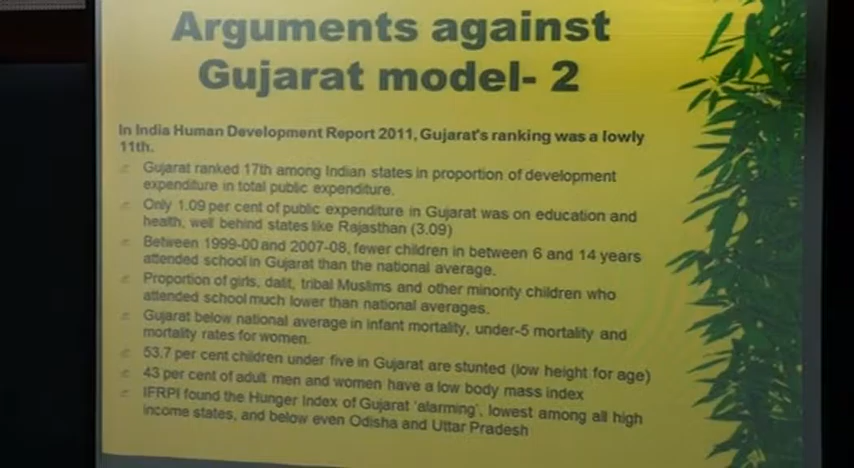 Arguments against
Gujarat model- 2
In India Human Development Report 2011, Gujarat's ranking was a lowly
11th.
Gujarat ranked 17th among Indian states in proportion of development
expenditure in total public expenditure.
Only 1.09 per cent of public expenditure in Gujarat was on education and
health, well behind states like Rajasthan (3.09)
Between 1999-00 and 2007-08, fewer children in between 6 and 14 years
attended school in Gujarat than the national average.
Proportion of girls, dalit, tribal Muslims and other minority children who
attended school much lower than national averages.
Gujarat below national average in infant mortality, under-5 mortality and
mortality rates for women.
53.7 per cent children under five in Gujarat are stunted (low height for age)
43 per cent of adult men and women have a low body mass index
IFRPI found the Hunger Index of Gujarat 'alarming', lowest among all high
income states, and below even Odisha and Uttar Pradesh